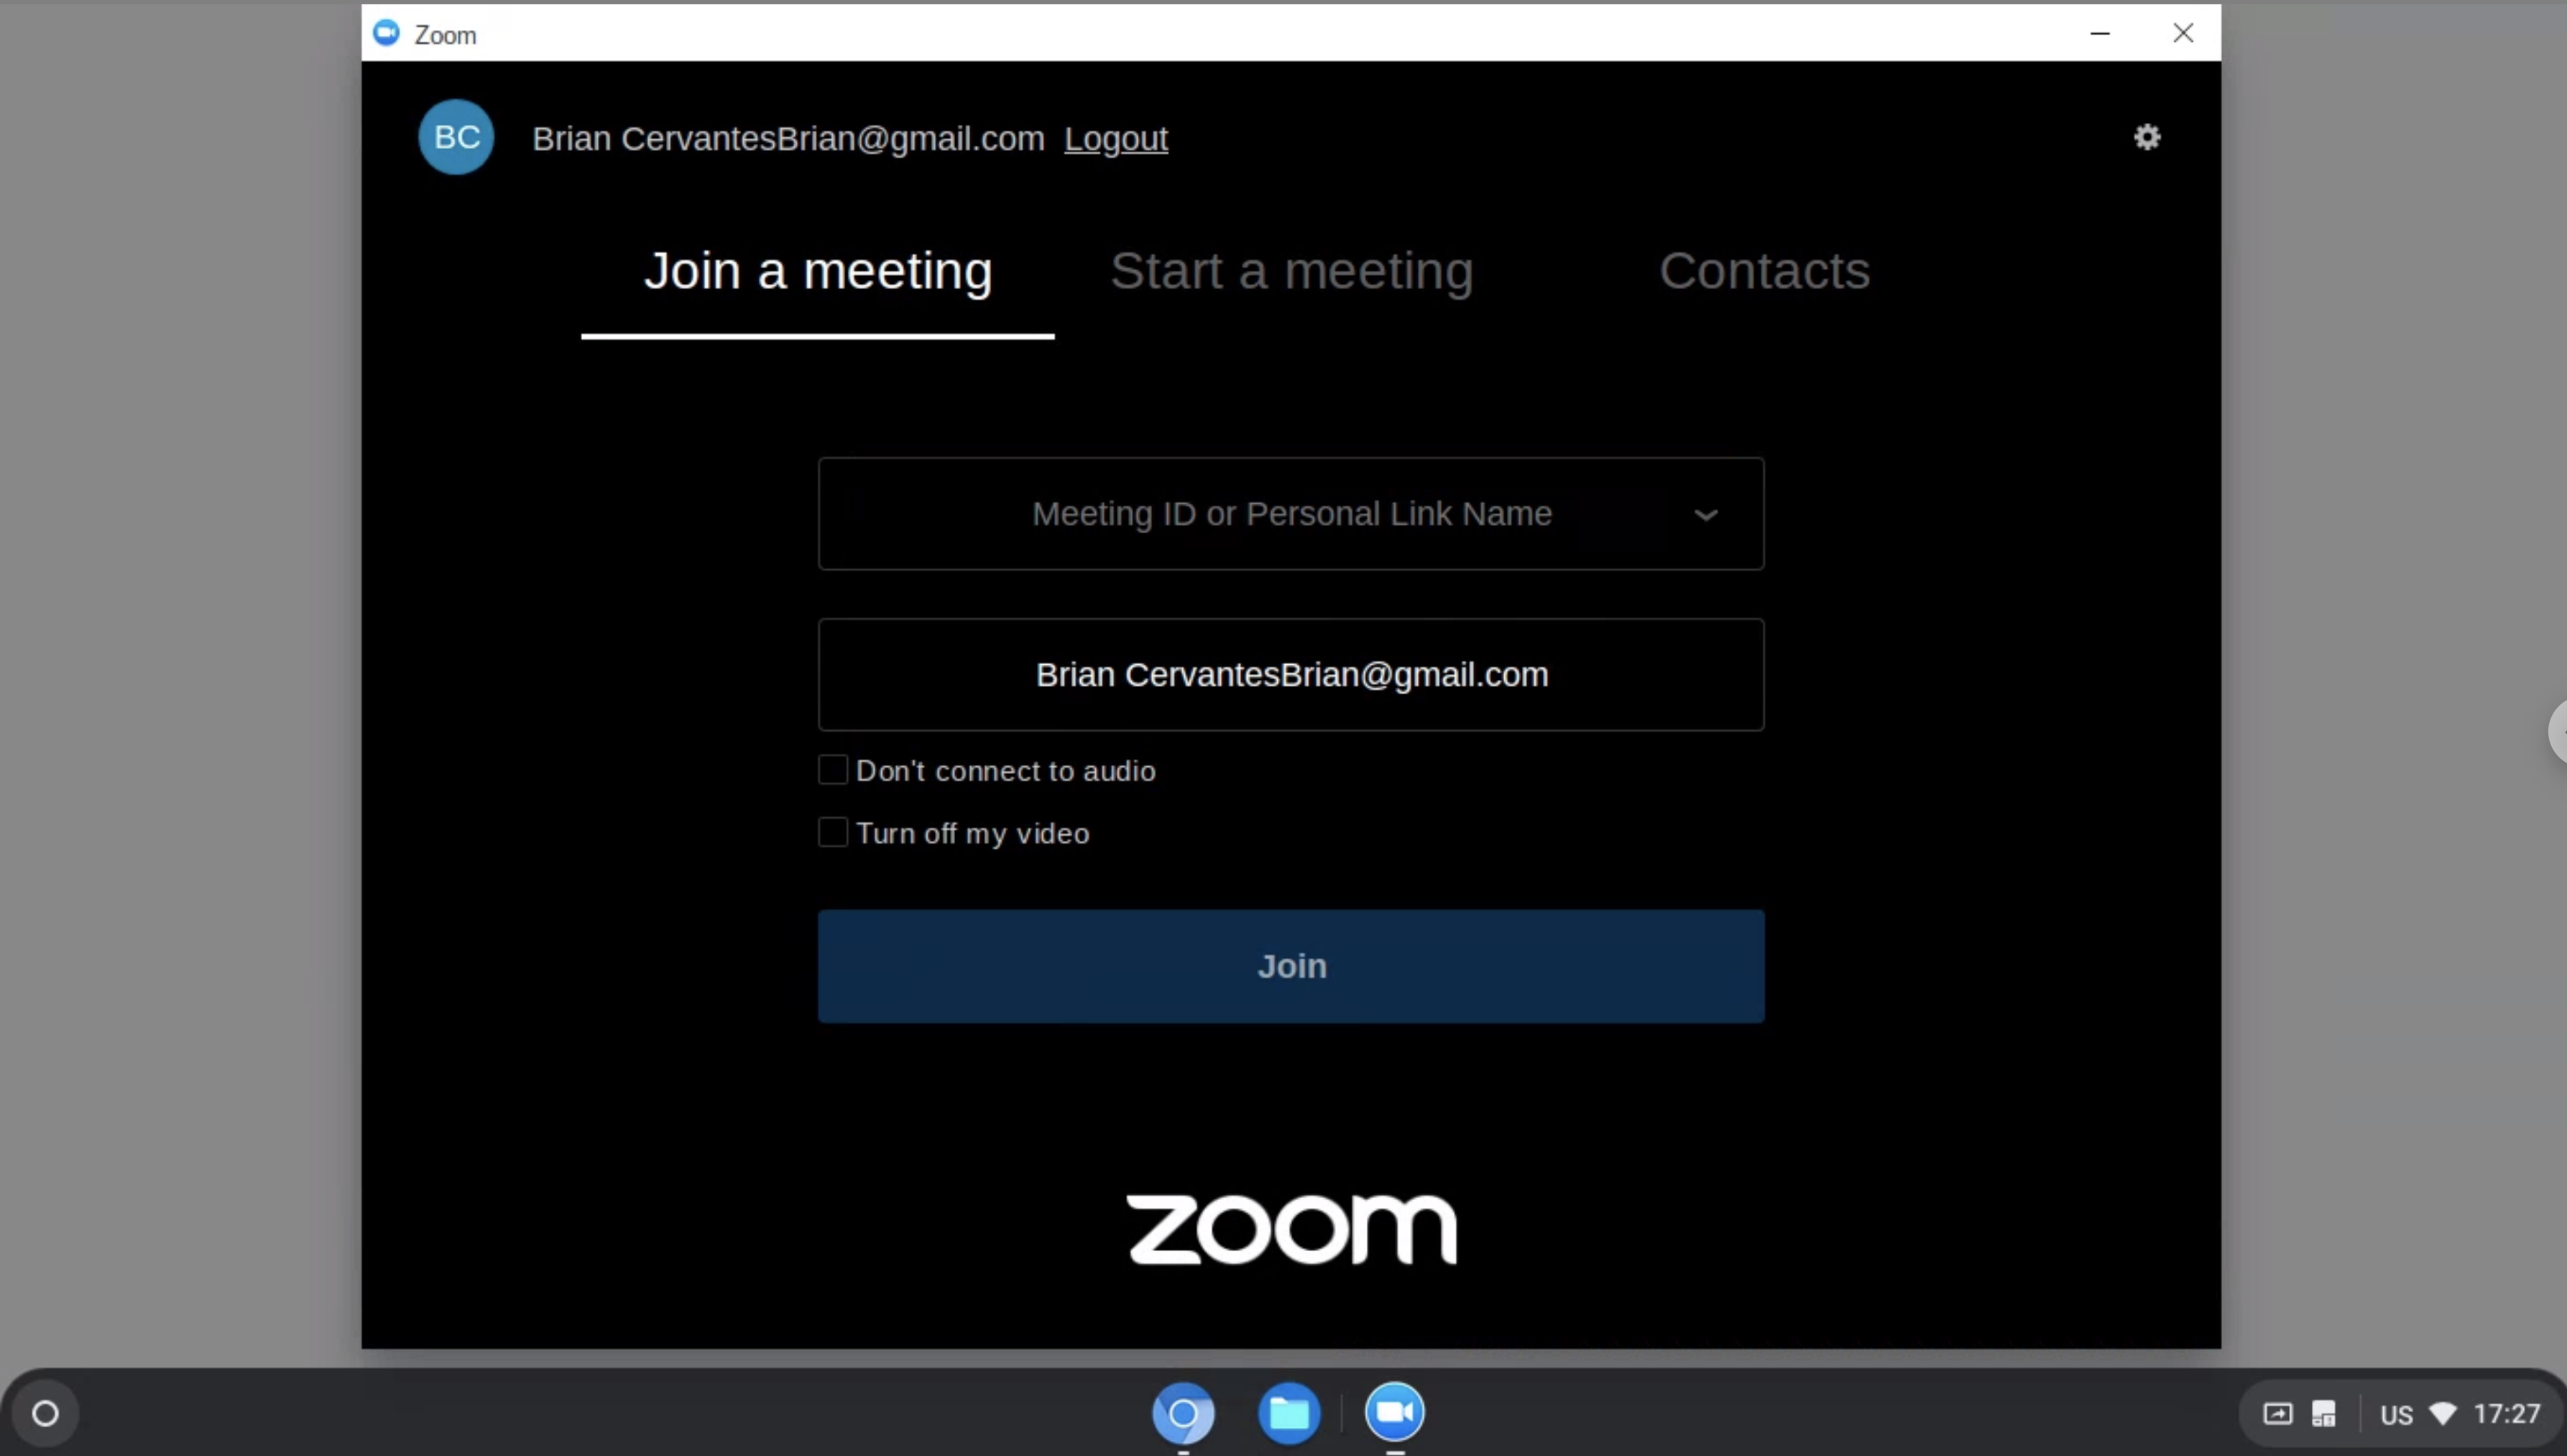 Zoom
BC
Brian CervantesBrian@gmail.com Logout
Join a meeting Start a meeting Contacts
Meeting ID or Personal Link Name
Brian CervantesBrian@gmail.com
Don't connect to audio
Turn off my video
Join
zoom
US 17:27